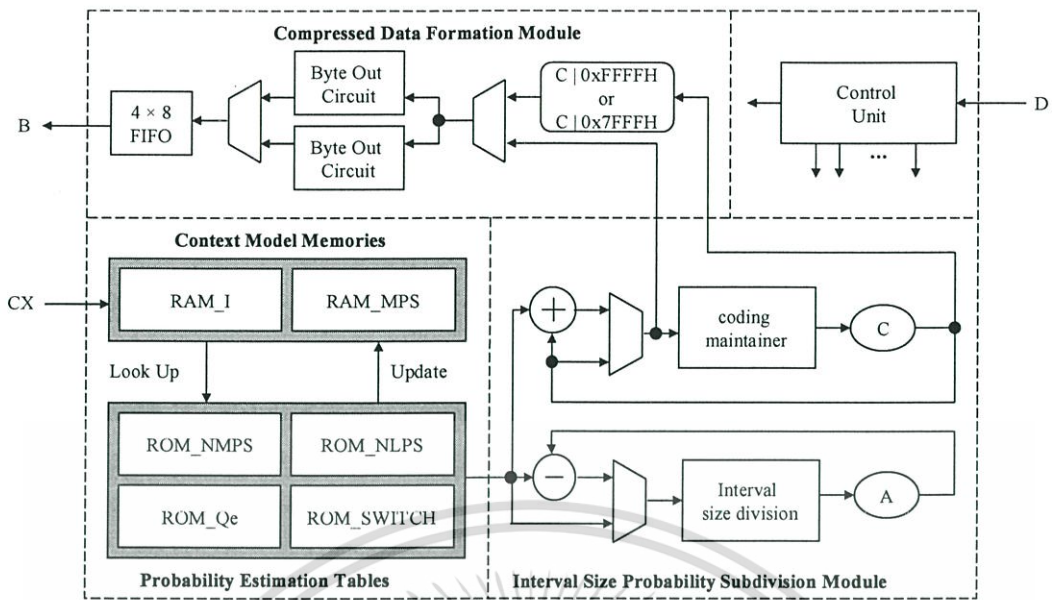 Compressed Data Formation Module
Byte Out
Circuit
Byte Out
Circuit
4 × 8
FIFO
B
C | 0xFFFFH
or
C | 0x7FFFH
Control
Unit
...
D
Context Model Memories
RAM_I
RAM_MPS
CX
Look Up
Update
ROM_NMPS
ROM_NLPS
ROM_Qe
ROM_SWITCH
Probability Estimation Tables
+
coding
maintainer
C
−
Interval
size division
A
Interval Size Probability Subdivision Module